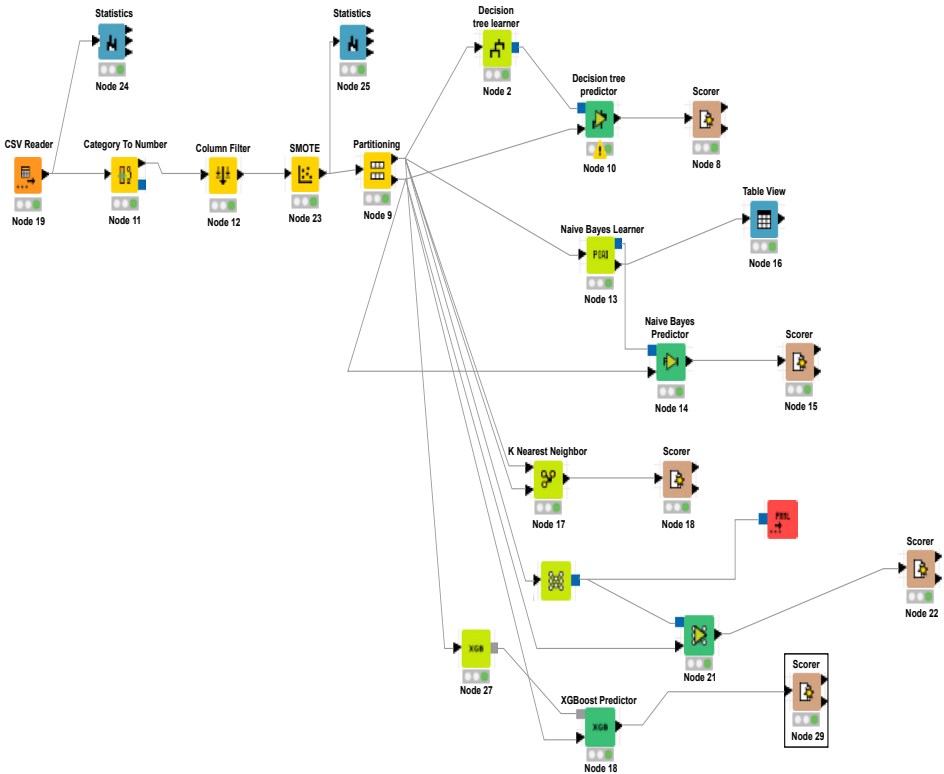 Statistics
Node 24
Statistics
Node 25
Decision
tree learner
Node 2
Decision tree
predictor
Node 10
Scorer
Node 8
CSV Reader
Node 19
Category To Number
Node 11
Column Filter
Node 12
SMOTE
Node 23
Partitioning
Node 9
Naive Bayes Learner
Node 13
Table View
Node 16
Naive Bayes
Predictor
Node 14
Scorer
Node 15
K Nearest Neighbor
Node 17
Scorer
Node 18
PMML
Node 21
Scorer
Node 22
XGB
Node 27
XGBoost Predictor
XGB
Node 18
Scorer
Node 29